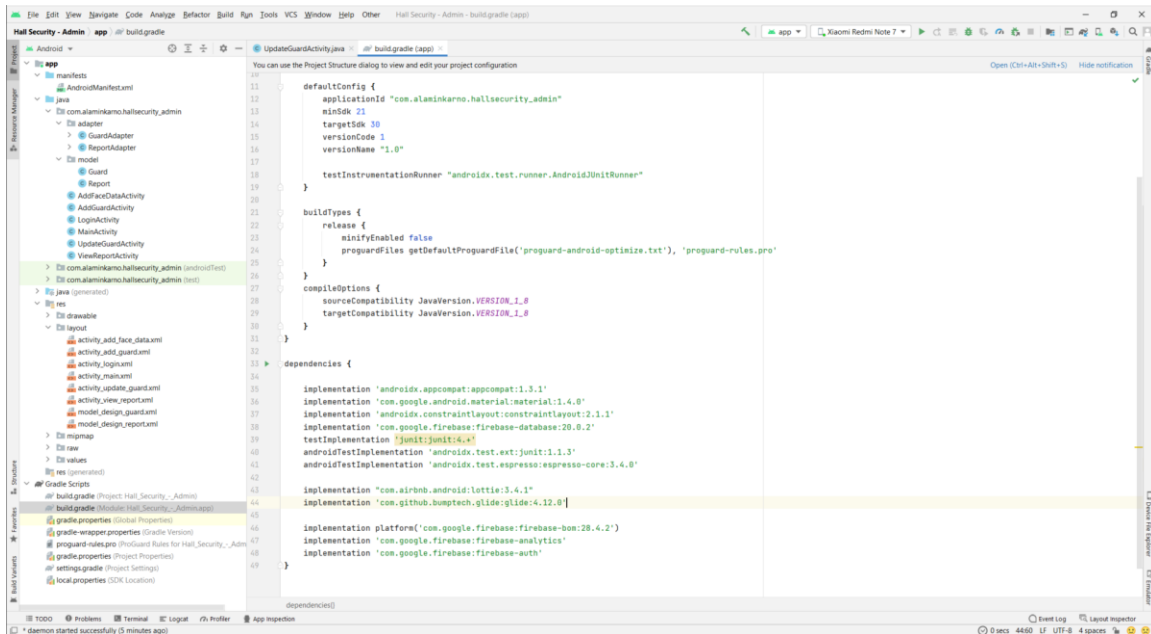 File Edit View Navigate Code Analyze Refactor Build Run Tools VCS Window Help Other Hall Security - Admin - build.gradle (app)
Hall Security - Admin app build.gradle
app Xiaomi Redmi Note 7
Android
UpdateGuardActivity.java build.gradle (app)
You can use the Project Structure dialog to view and edit your project configuration Open (Ctrl+Alt+Shift+S) Hide notification
Project
Resource Manager
Structure
Favorites
Build Variants
app
manifests
AndroidManifest.xml
java
com.alaminkarno.hallsecurity_admin
adapter
GuardAdapter
ReportAdapter
model
Guard
Report
AddFaceDataActivity
AddGuardActivity
LoginActivity
MainActivity
UpdateGuardActivity
ViewReportActivity
com.alaminkarno.hallsecurity_admin (androidTest)
com.alaminkarno.hallsecurity_admin (test)
java (generated)
res
drawable
layout
activity_add_face_data.xml
activity_add_guard.xml
activity_login.xml
activity_main.xml
activity_update_guard.xml
activity_view_report.xml
model_design_guard.xml
model_design_report.xml
mipmap
raw
values
res (generated)
Gradle Scripts
build.gradle (Project: Hall_Security_-_Admin)
build.gradle (Module: Hall_Security_-_Admin.app)
gradle.properties (Global Properties)
gradle-wrapper.properties (Gradle Version)
proguard-rules.pro (ProGuard Rules for Hall_Security_-_Adm
gradle.properties (Project Properties)
settings.gradle (Project Settings)
local.properties (SDK Location)
10
11 defaultConfig {
12 applicationId "com.alaminkarno.hallsecurity_admin"
13 minSdk 21
14 targetSdk 30
15 versionCode 1
16 versionName "1.0"
17
18 testInstrumentationRunner "androidx.test.runner.AndroidJUnitRunner"
19 }
20
21 buildTypes {
22 release {
23 minifyEnabled false
24 proguardFiles getDefaultProguardFile('proguard-android-optimize.txt'), 'proguard-rules.pro'
25 }
26 }
27 compileOptions {
28 sourceCompatibility JavaVersion.VERSION_1_8
29 targetCompatibility JavaVersion.VERSION_1_8
30 }
31 }
32
33 dependencies {
34
35 implementation 'androidx.appcompat:appcompat:1.3.1'
36 implementation 'com.google.android.material:material:1.4.0'
37 implementation 'androidx.constraintlayout:constraintlayout:2.1.1'
38 implementation 'com.google.firebase:firebase-database:20.0.2'
39 testImplementation 'junit:junit:4.+'
40 androidTestImplementation 'androidx.test.ext:junit:1.1.3'
41 androidTestImplementation 'androidx.test.espresso:espresso-core:3.4.0'
42
43 implementation "com.airbnb.android:lottie:3.4.1"
44 implementation 'com.github.bumptech.glide:glide:4.12.0'
45
46 implementation platform('com.google.firebase:firebase-bom:28.4.2')
47 implementation 'com.google.firebase:firebase-analytics'
48 implementation 'com.google.firebase:firebase-auth'
49 }
dependencies{}
Gradle
Device File Explorer
Emulator
TODO Problems Terminal Logcat Profiler App Inspection Event Log Layout Inspector
* daemon started successfully (5 minutes ago) 0 secs 44:60 LF UTF-8 4 spaces